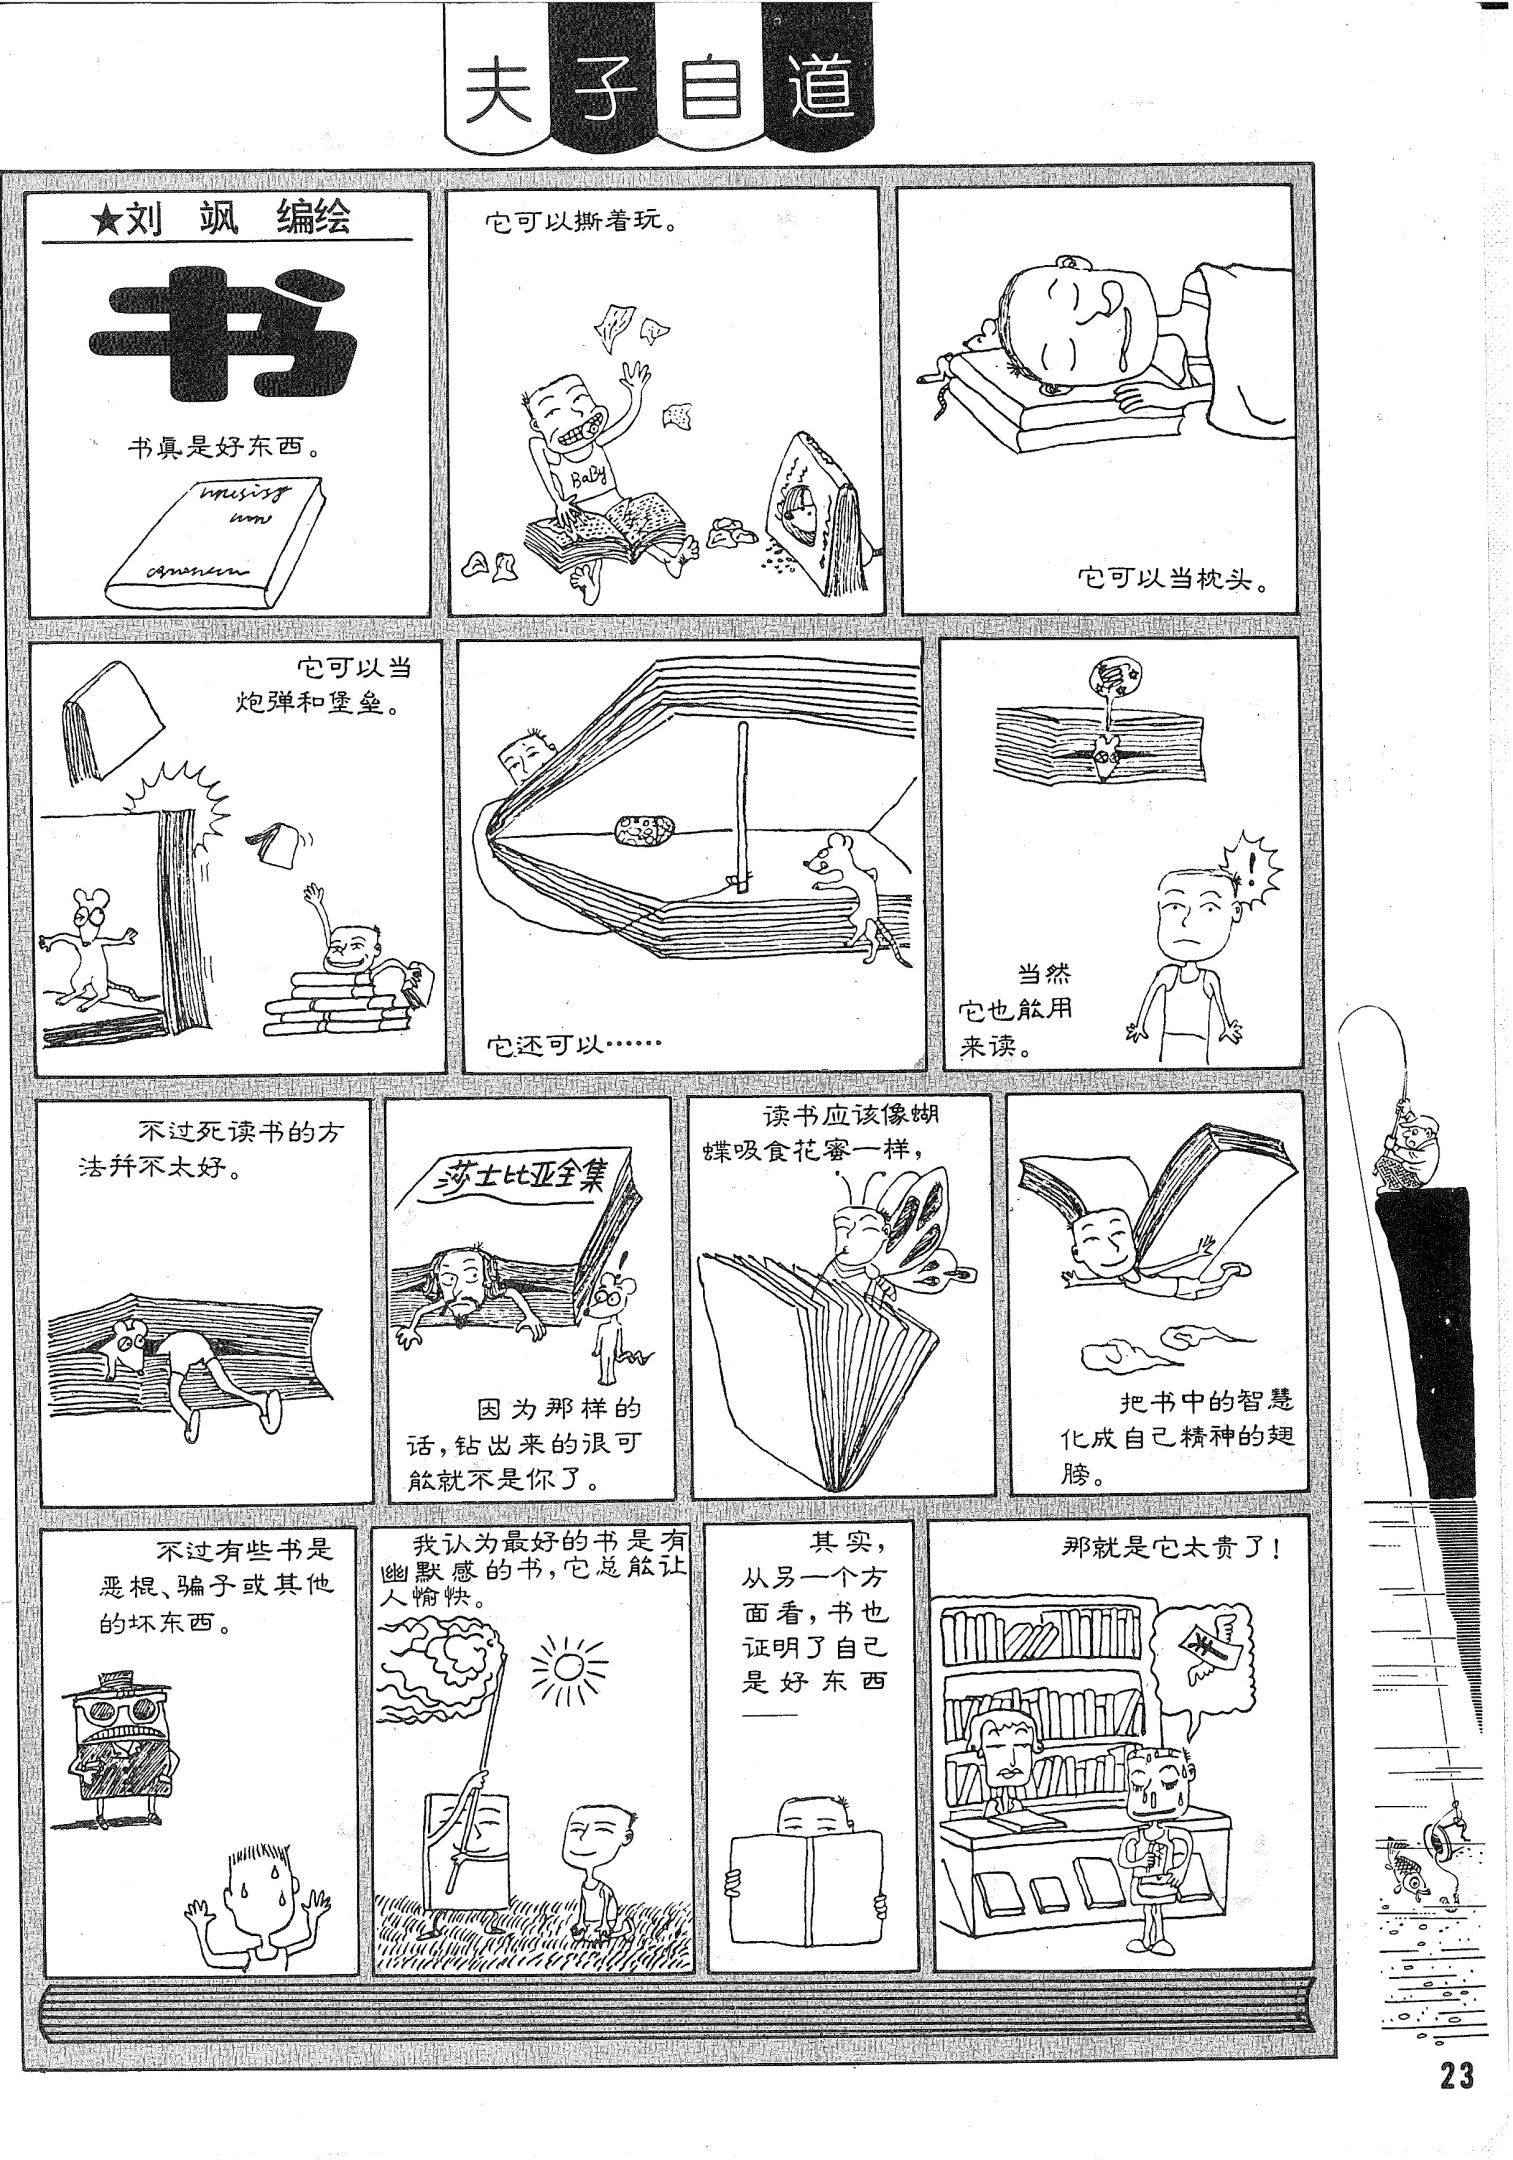 夫子自道
★刘 飒 编绘
书
书真是好东西。
它可以撕着玩。
BaBy
它可以当枕头。
它可以当
炮弹和堡垒。
它还可以……
当然
它也能用
来读。
不过死读书的方
法并不太好。
莎士比亚全集
因为那样的
话,钻出来的很可
能就不是你了。
读书应该像蝴
蝶吸食花蜜一样,
把书中的智慧
化成自己精神的翅
膀。
不过有些书是
恶棍、骗子或其他
的坏东西。
我认为最好的书是有
幽默感的书,它总能让
人愉快。
其实,
从另一个方
面看,书也
证明了自己
是好东西
——
那就是它太贵了!
23